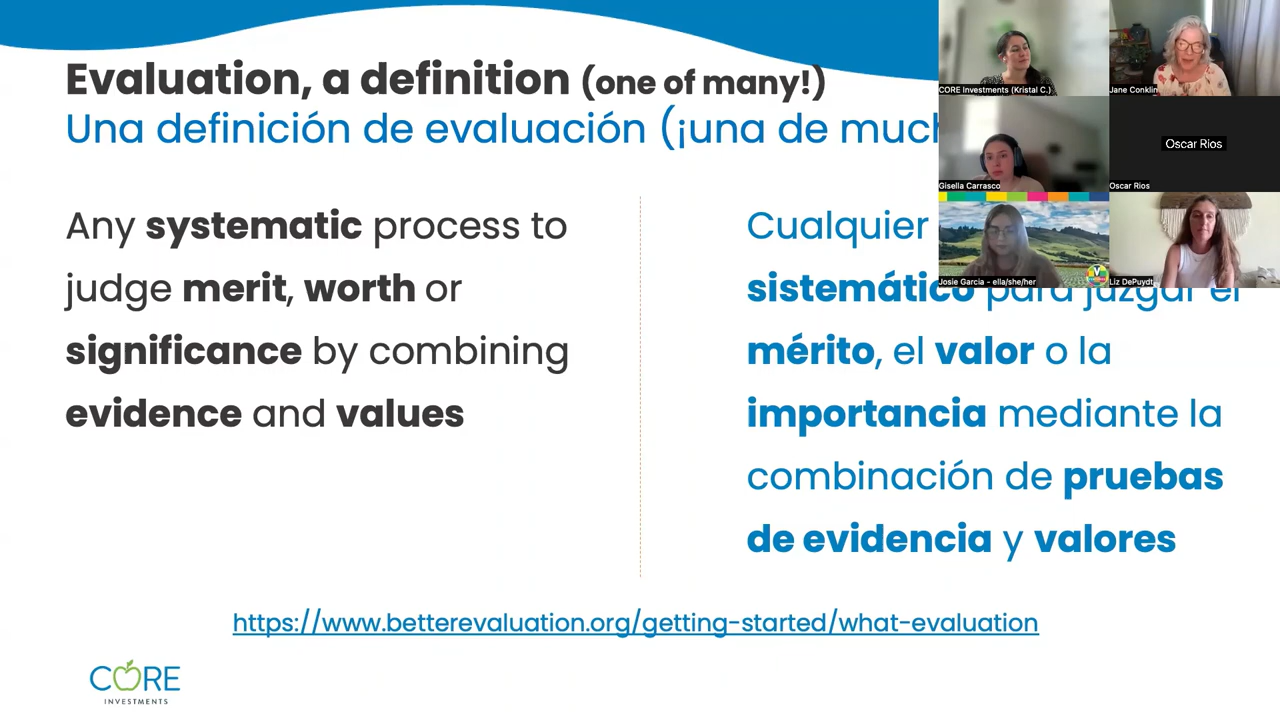 Evaluation, a definition (one of many!)
Una definición de evaluación (¡una de much
Any systematic process to
judge merit, worth or
significance by combining
evidence and values
Cualquier
sistemático para juzgar el
mérito, el valor o la
importancia mediante la
combinación de pruebas
de evidencia y valores
https://www.betterevaluation.org/getting-started/what-evaluation
CORE
INVESTMENTS
CORE Investments (Kristal C.)
Jane Conklin
Gisella Carrasco
Oscar Rios
Oscar Rios
Josie Garcia - ella/she/her
Liz DePuydt